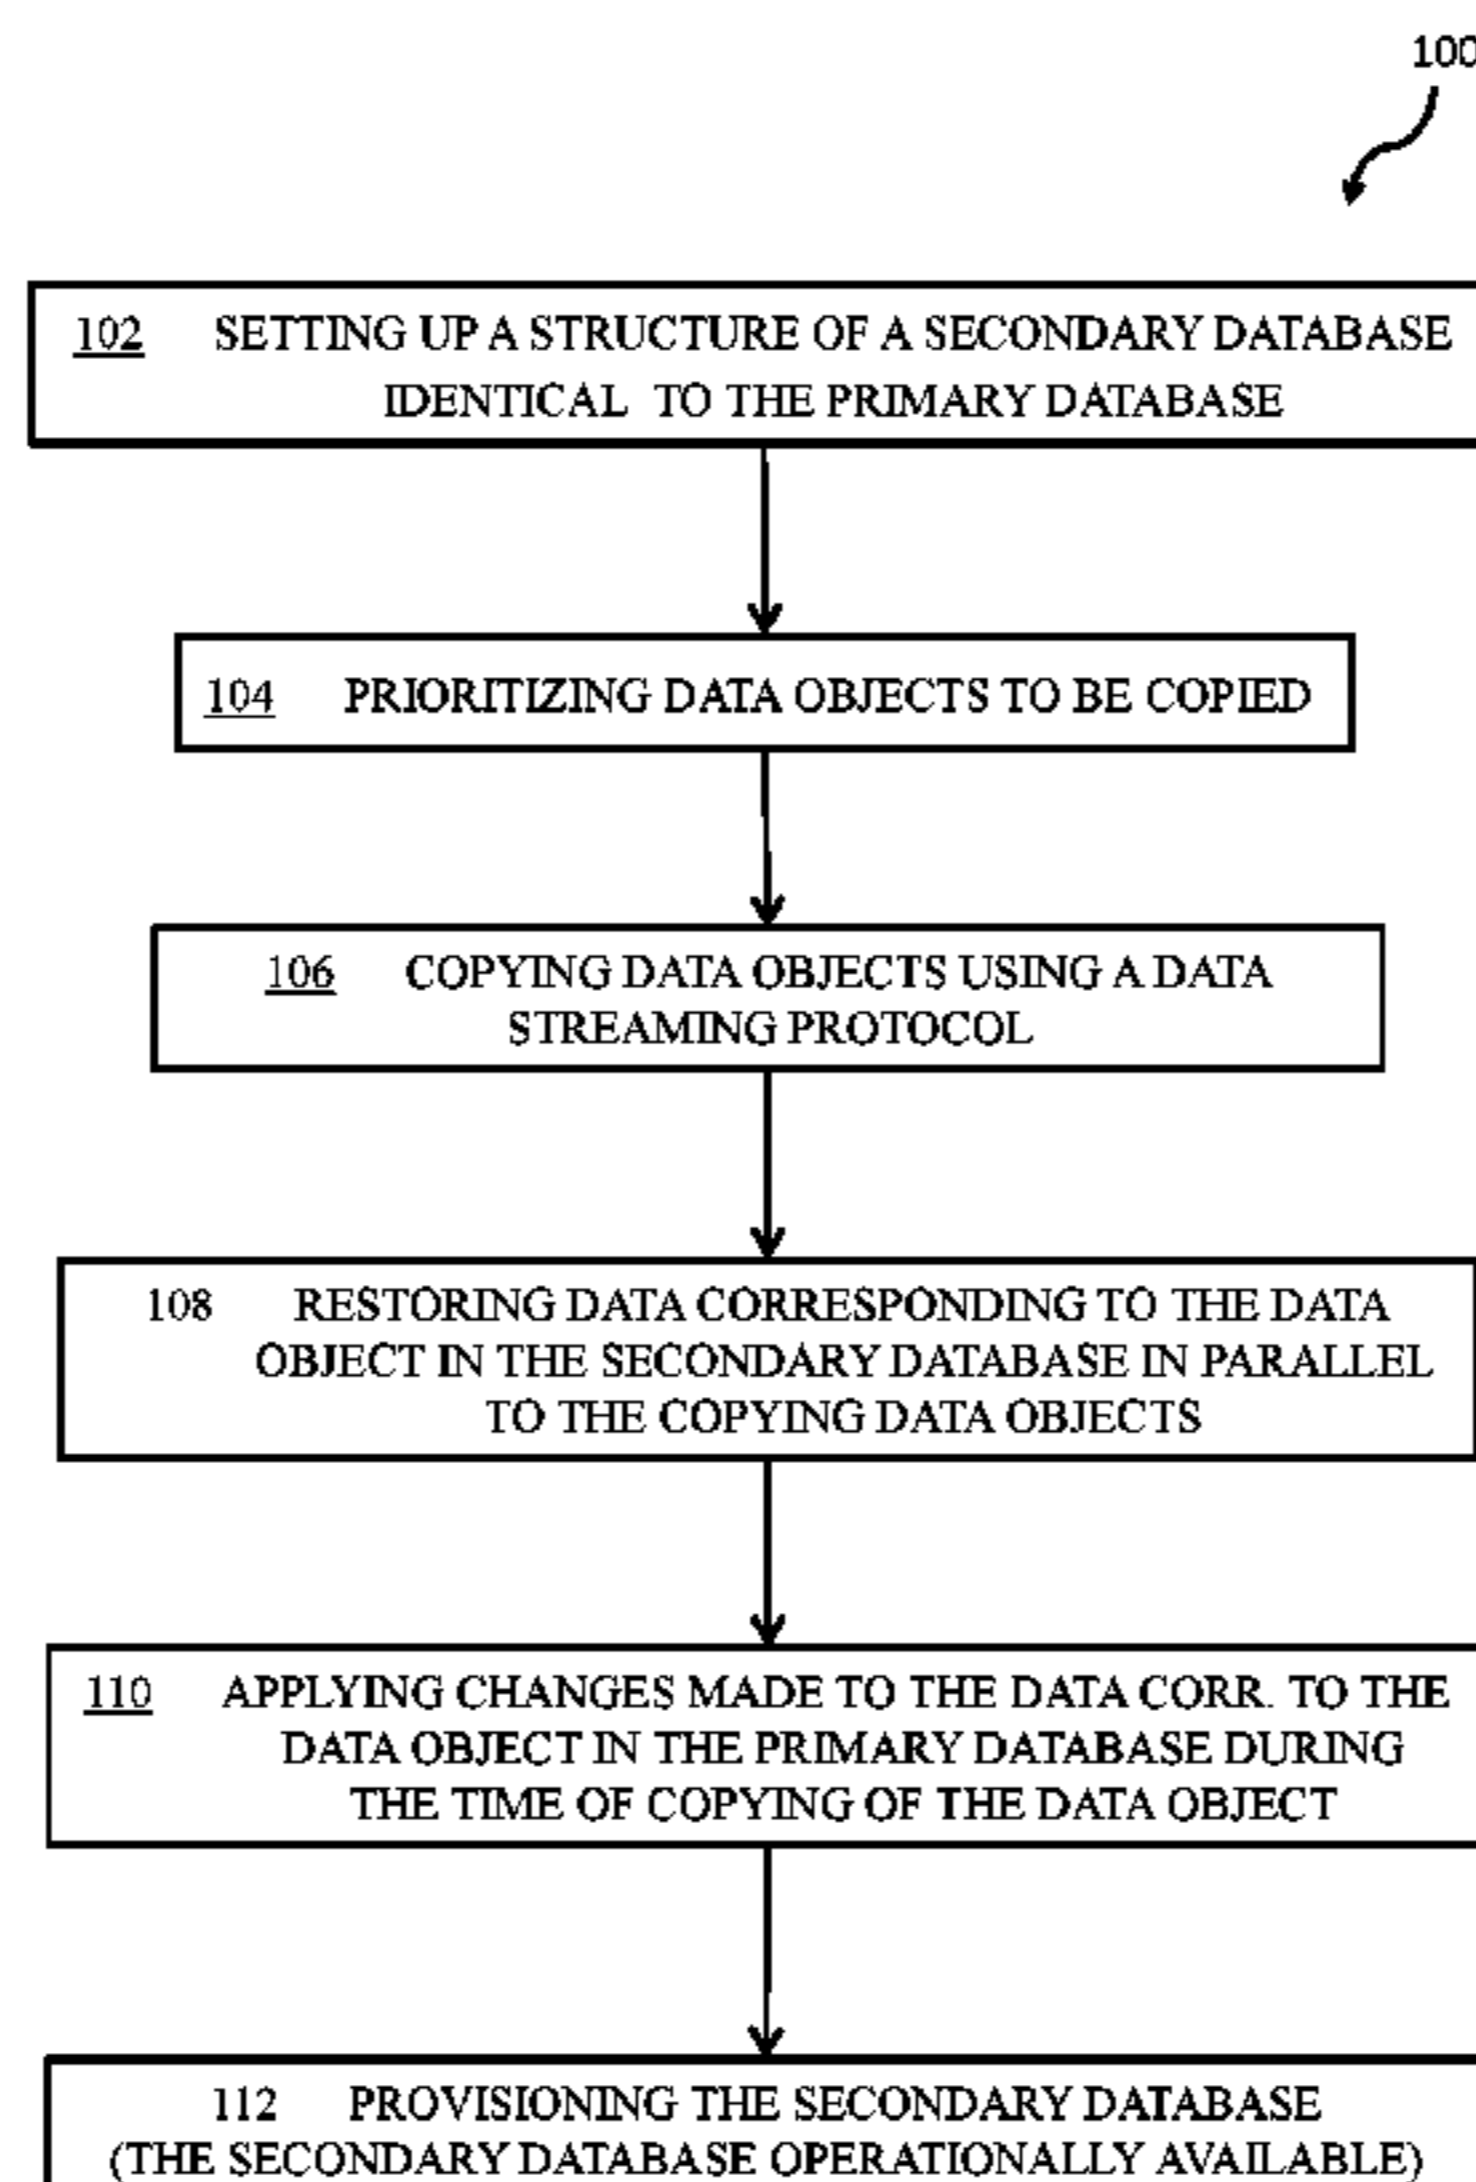 100
102 SETTING UP A STRUCTURE OF A SECONDARY DATABASE
IDENTICAL TO THE PRIMARY DATABASE
104 PRIORITIZING DATA OBJECTS TO BE COPIED
106 COPYING DATA OBJECTS USING A DATA
STREAMING PROTOCOL
108 RESTORING DATA CORRESPONDING TO THE DATA
OBJECT IN THE SECONDARY DATABASE IN PARALLEL
TO THE COPYING DATA OBJECTS
110 APPLYING CHANGES MADE TO THE DATA CORR. TO THE
DATA OBJECT IN THE PRIMARY DATABASE DURING
THE TIME OF COPYING OF THE DATA OBJECT
112 PROVISIONING THE SECONDARY DATABASE
(THE SECONDARY DATABASE OPERATIONALLY AVAILABLE)